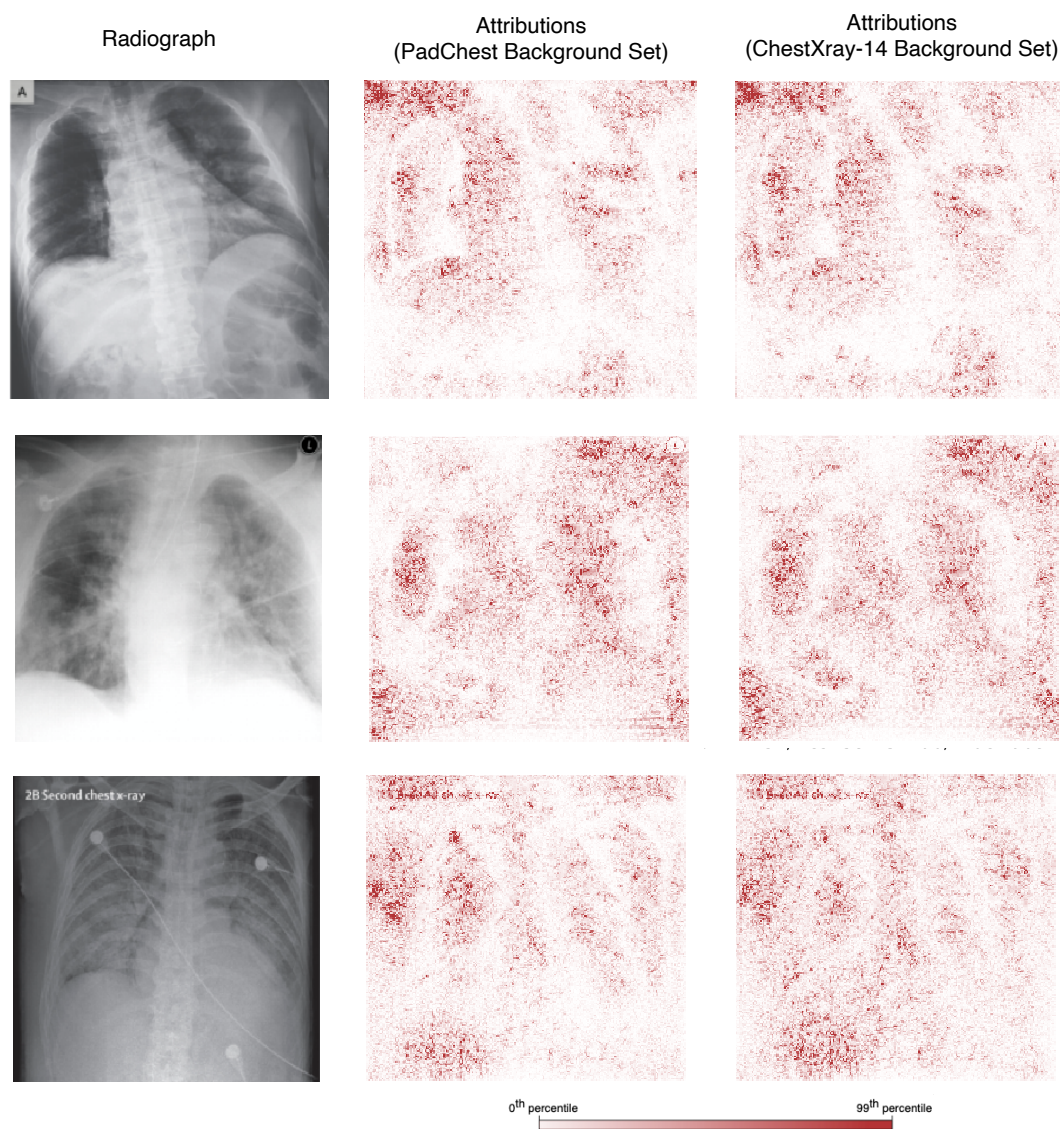 Radiograph
Attributions
(PadChest Background Set)
Attributions
(ChestXray-14 Background Set)
A
L
2B Second chest x-ray
0th percentile
99th percentile